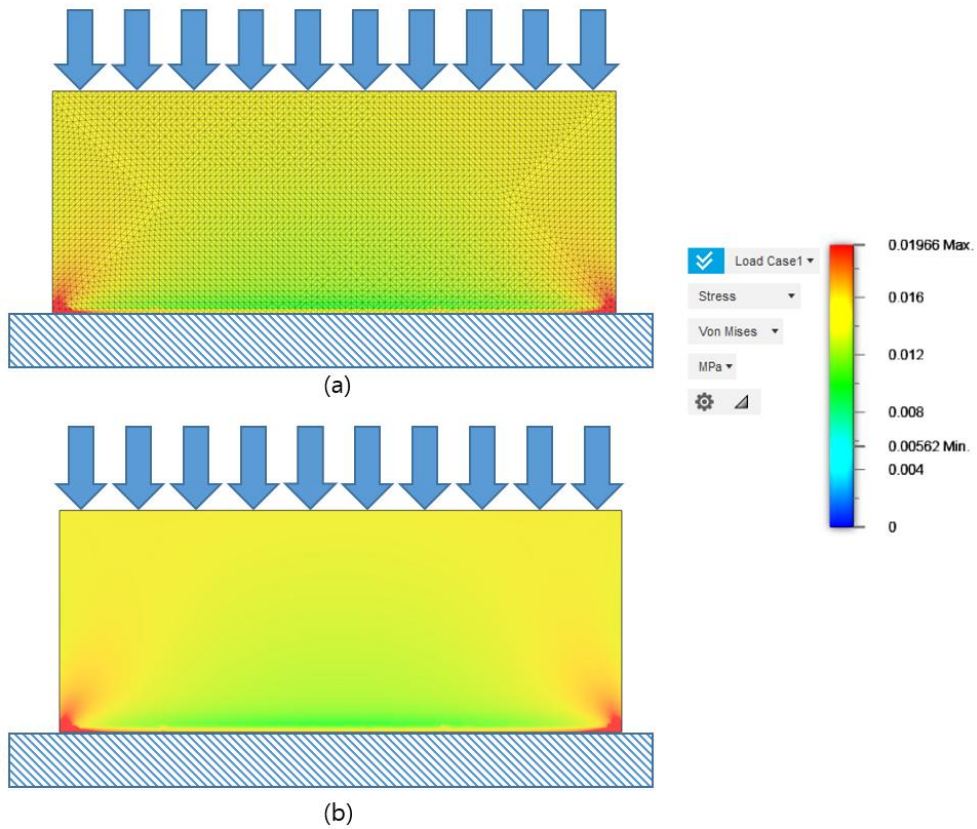 (a)
(b)
Load Case1
Stress
Von Mises
MPa
0.01966 Max.
0.016
0.012
0.008
0.00562 Min.
0.004
0